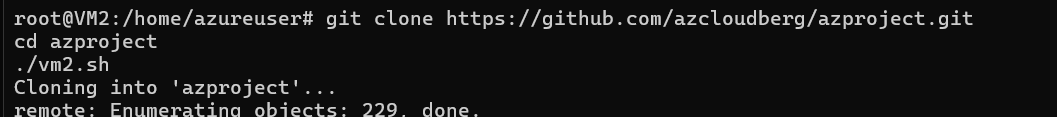 root@VM2:/home/azureuser# git clone https://github.com/azcloudberg/azproject.git
cd azproject
./vm2.sh
Cloning into 'azproject'...
remote: Enumerating objects: 229, done.